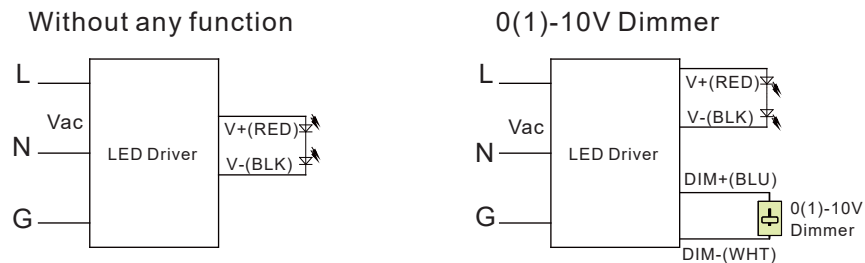 Without any function
L
Vac
N
G
LED Driver
V+(RED)
V-(BLK)
0(1)-10V Dimmer
L
Vac
N
G
LED Driver
V+(RED)
V-(BLK)
DIM+(BLU)
0(1)-10V
Dimmer
DIM-(WHT)